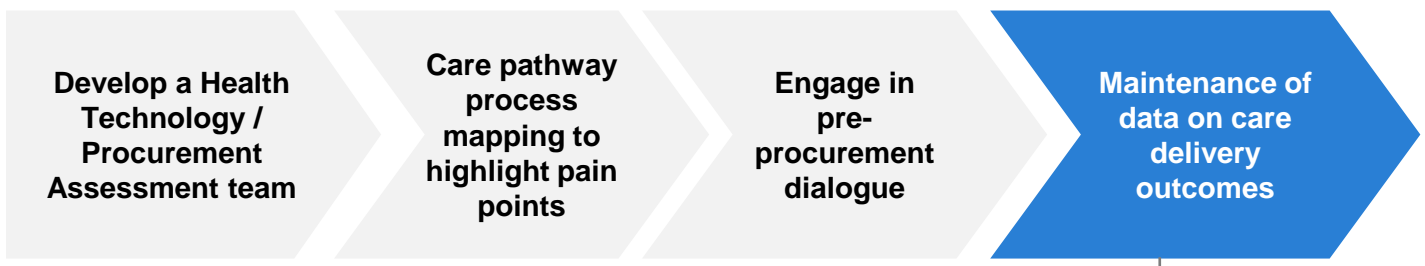 Develop a Health
Technology /
Procurement
Assessment team
Care pathway
process
mapping to
highlight pain
points
Engage in
pre-
procurement
dialogue
Maintenance of
data on care
delivery
outcomes